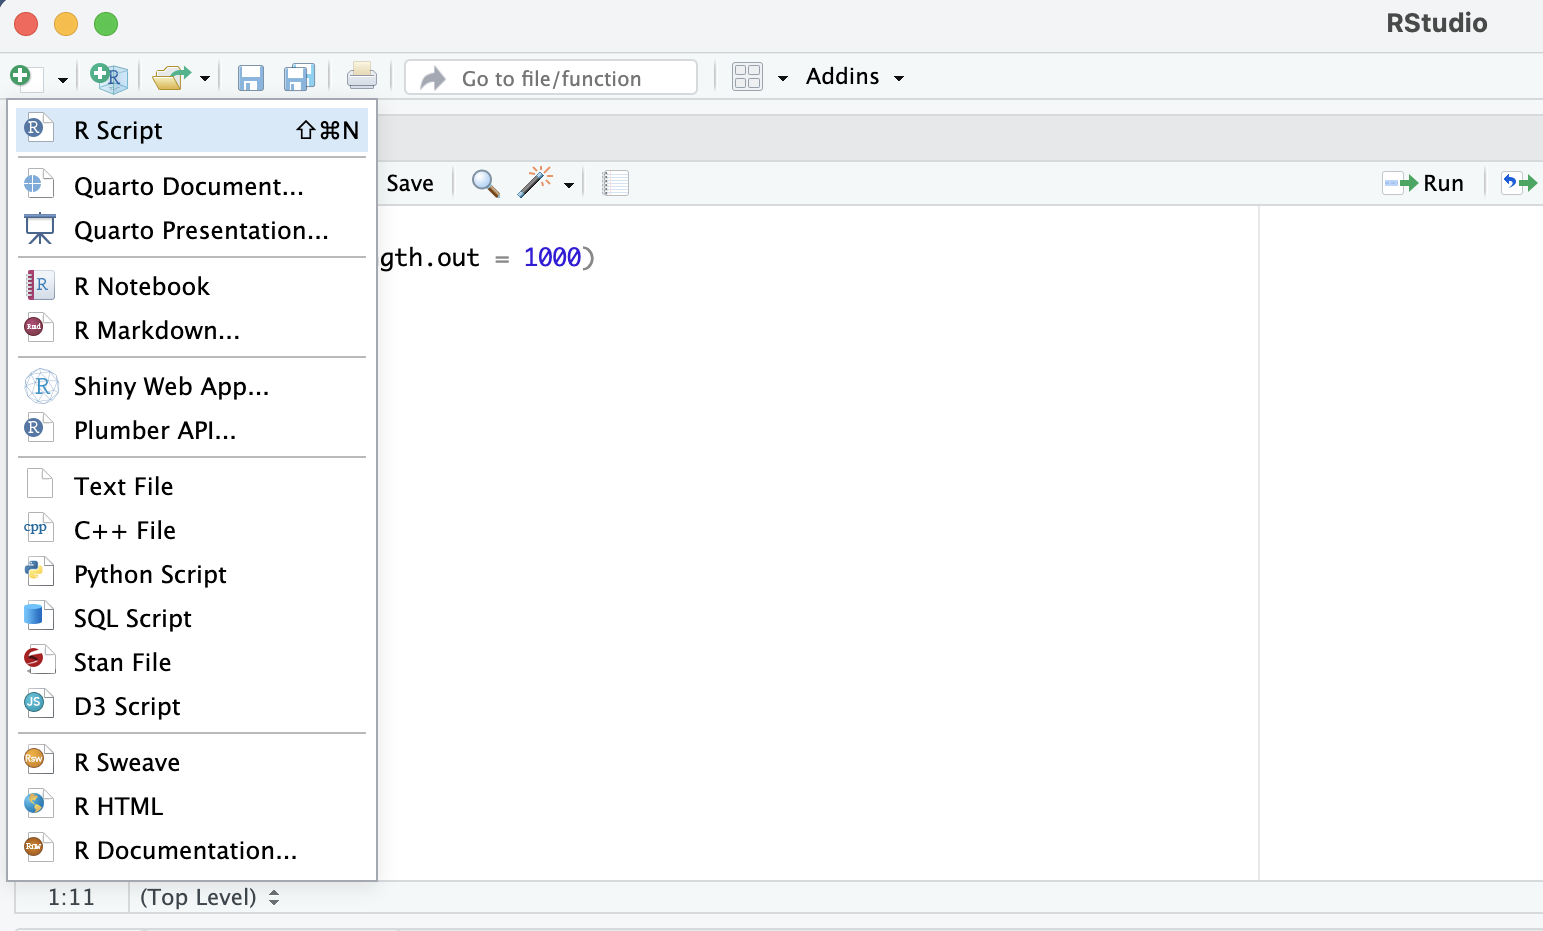 RStudio
Go to file/function
Addins
R Script ⇧⌘N
Save
Run
Quarto Document...
Quarto Presentation...
gth.out = 1000)
R Notebook
R Markdown...
Shiny Web App...
Plumber API...
Text File
C++ File
Python Script
SQL Script
Stan File
D3 Script
R Sweave
R HTML
R Documentation...
1:11 (Top Level)